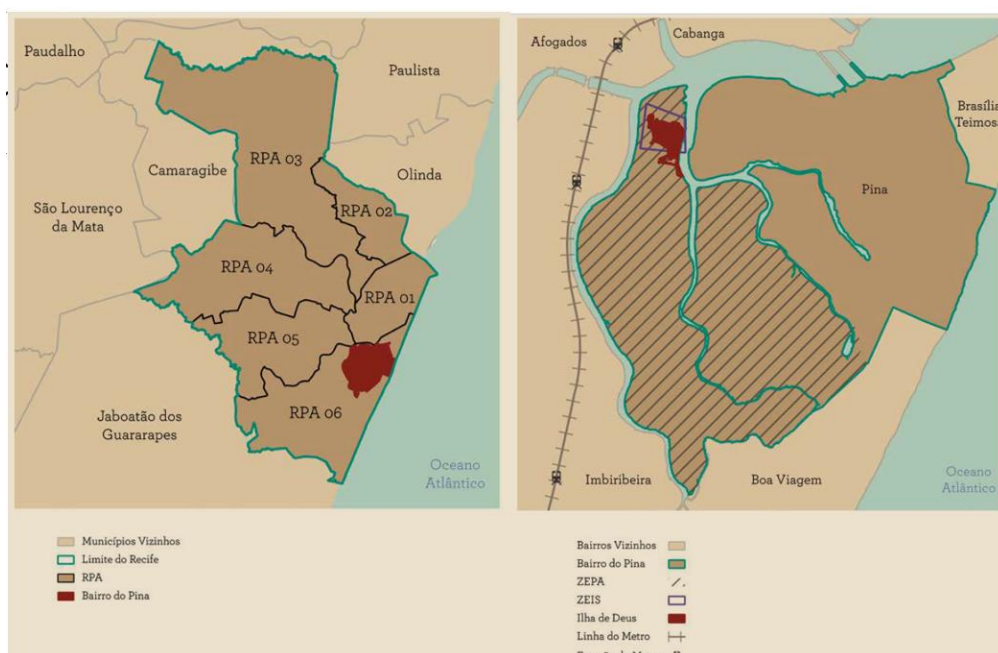 Paudalho
Paulista
RPA 03
Camaragibe
Olinda
RPA 02
São Lourenço
da Mata
RPA 04
RPA 01
RPA 05
RPA 06
Jaboatão dos
Guararapes
Oceano
Atlântico
Municípios Vizinhos
Limite do Recife
RPA
Bairro do Pina
Afogados
Cabanga
Brasília
Pina
Imbiribeira
Boa Viagem
Oceano
Atlântico
Bairros Vizinhos
Bairro do Pina
ZEPA
ZEIS
Ilha de Deus
Linha do Metro